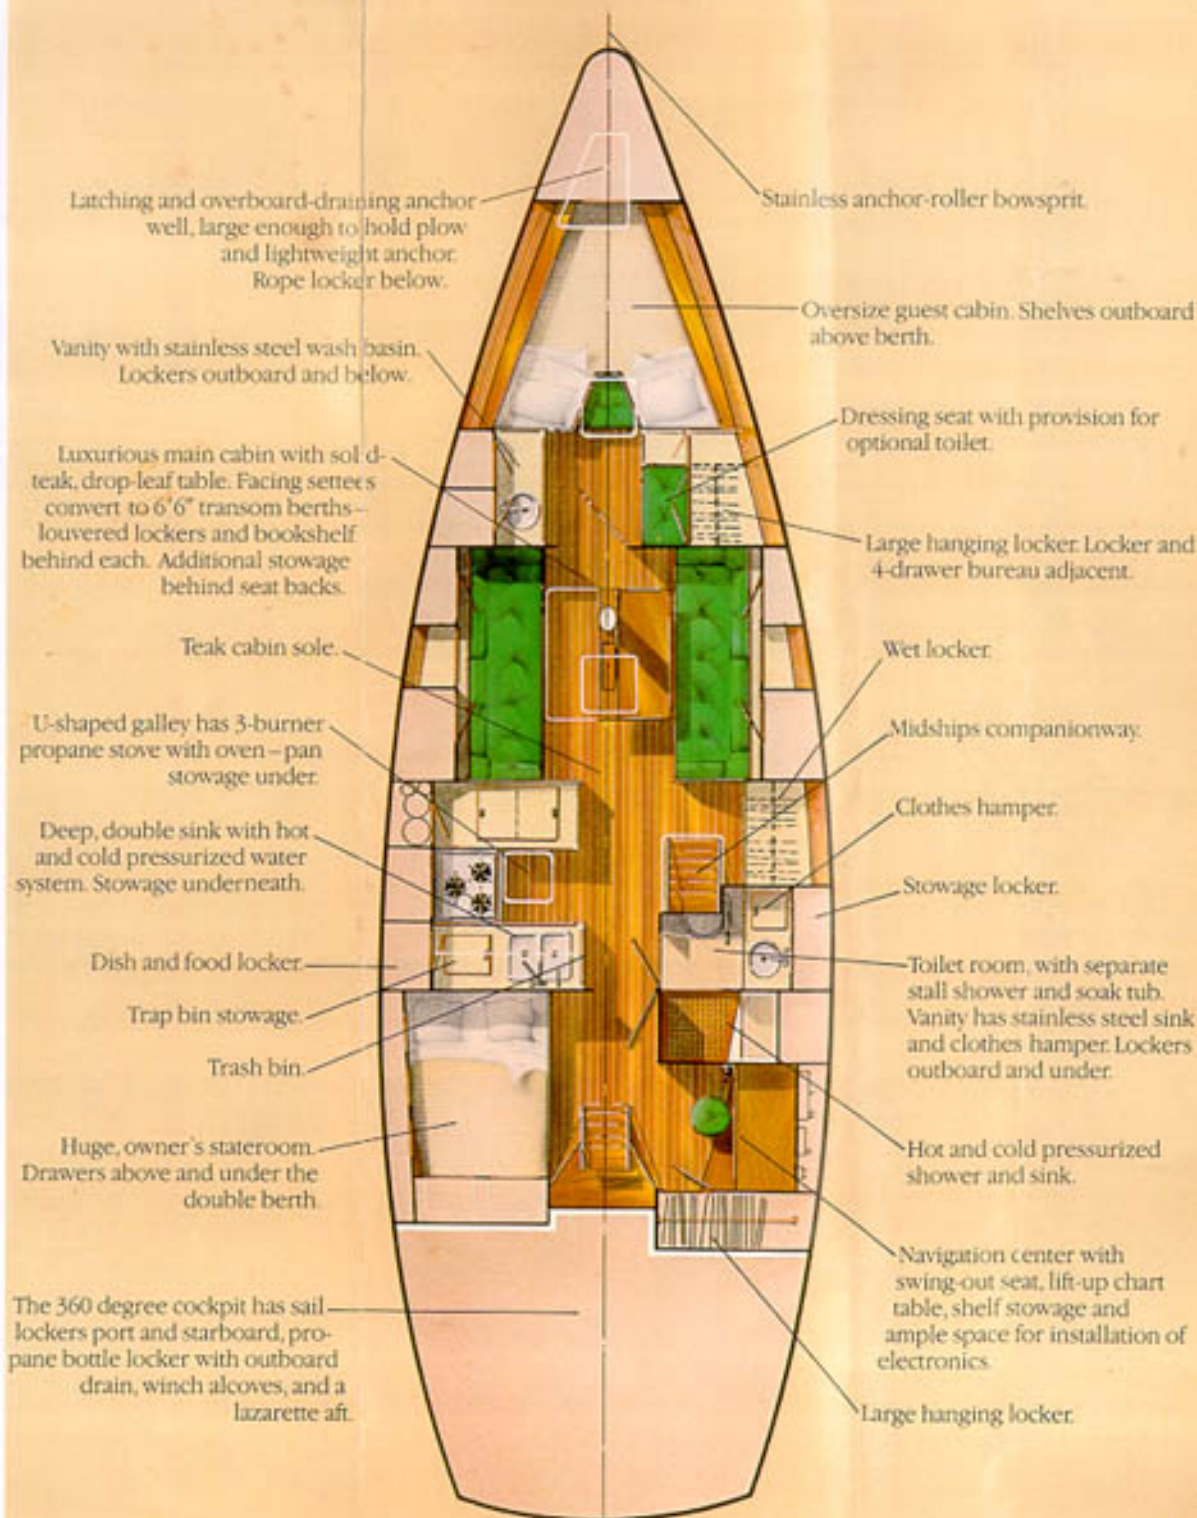 Latching and overboard-draining anchor
well, large enough to hold plow
and lightweight anchor.
Rope locker below.
Vanity with stainless steel wash basin.
Lockers outboard and below.
Luxurious main cabin with solid-
teak, drop-leaf table. Facing settees
convert to 6'6" transom berths–
louvered lockers and bookshelf
behind each. Additional stowage
behind seat backs.
Teak cabin sole.
U-shaped galley has 3-burner
propane stove with oven – pan
stowage under.
Deep, double sink with hot
and cold pressurized water
system. Stowage underneath.
Dish and food locker.
Trap bin stowage.
Trash bin.
Huge, owner's stateroom.
Drawers above and under the
double berth.
The 360 degree cockpit has sail
lockers port and starboard, pro-
pane bottle locker with outboard
drain, winch alcoves, and a
lazarette aft.
Stainless anchor-roller bowsprit.
Oversize guest cabin. Shelves outboard
above berth.
Dressing seat with provision for
optional toilet.
Large hanging locker. Locker and
4-drawer bureau adjacent.
Wet locker.
Midships companionway.
Clothes hamper.
Stowage locker.
Toilet room, with separate
stall shower and soak tub.
Vanity has stainless steel sink
and clothes hamper. Lockers
outboard and under.
Hot and cold pressurized
shower and sink.
Navigation center with
swing-out seat, lift-up chart
table, shelf stowage and
ample space for installation of
electronics.
Large hanging locker.